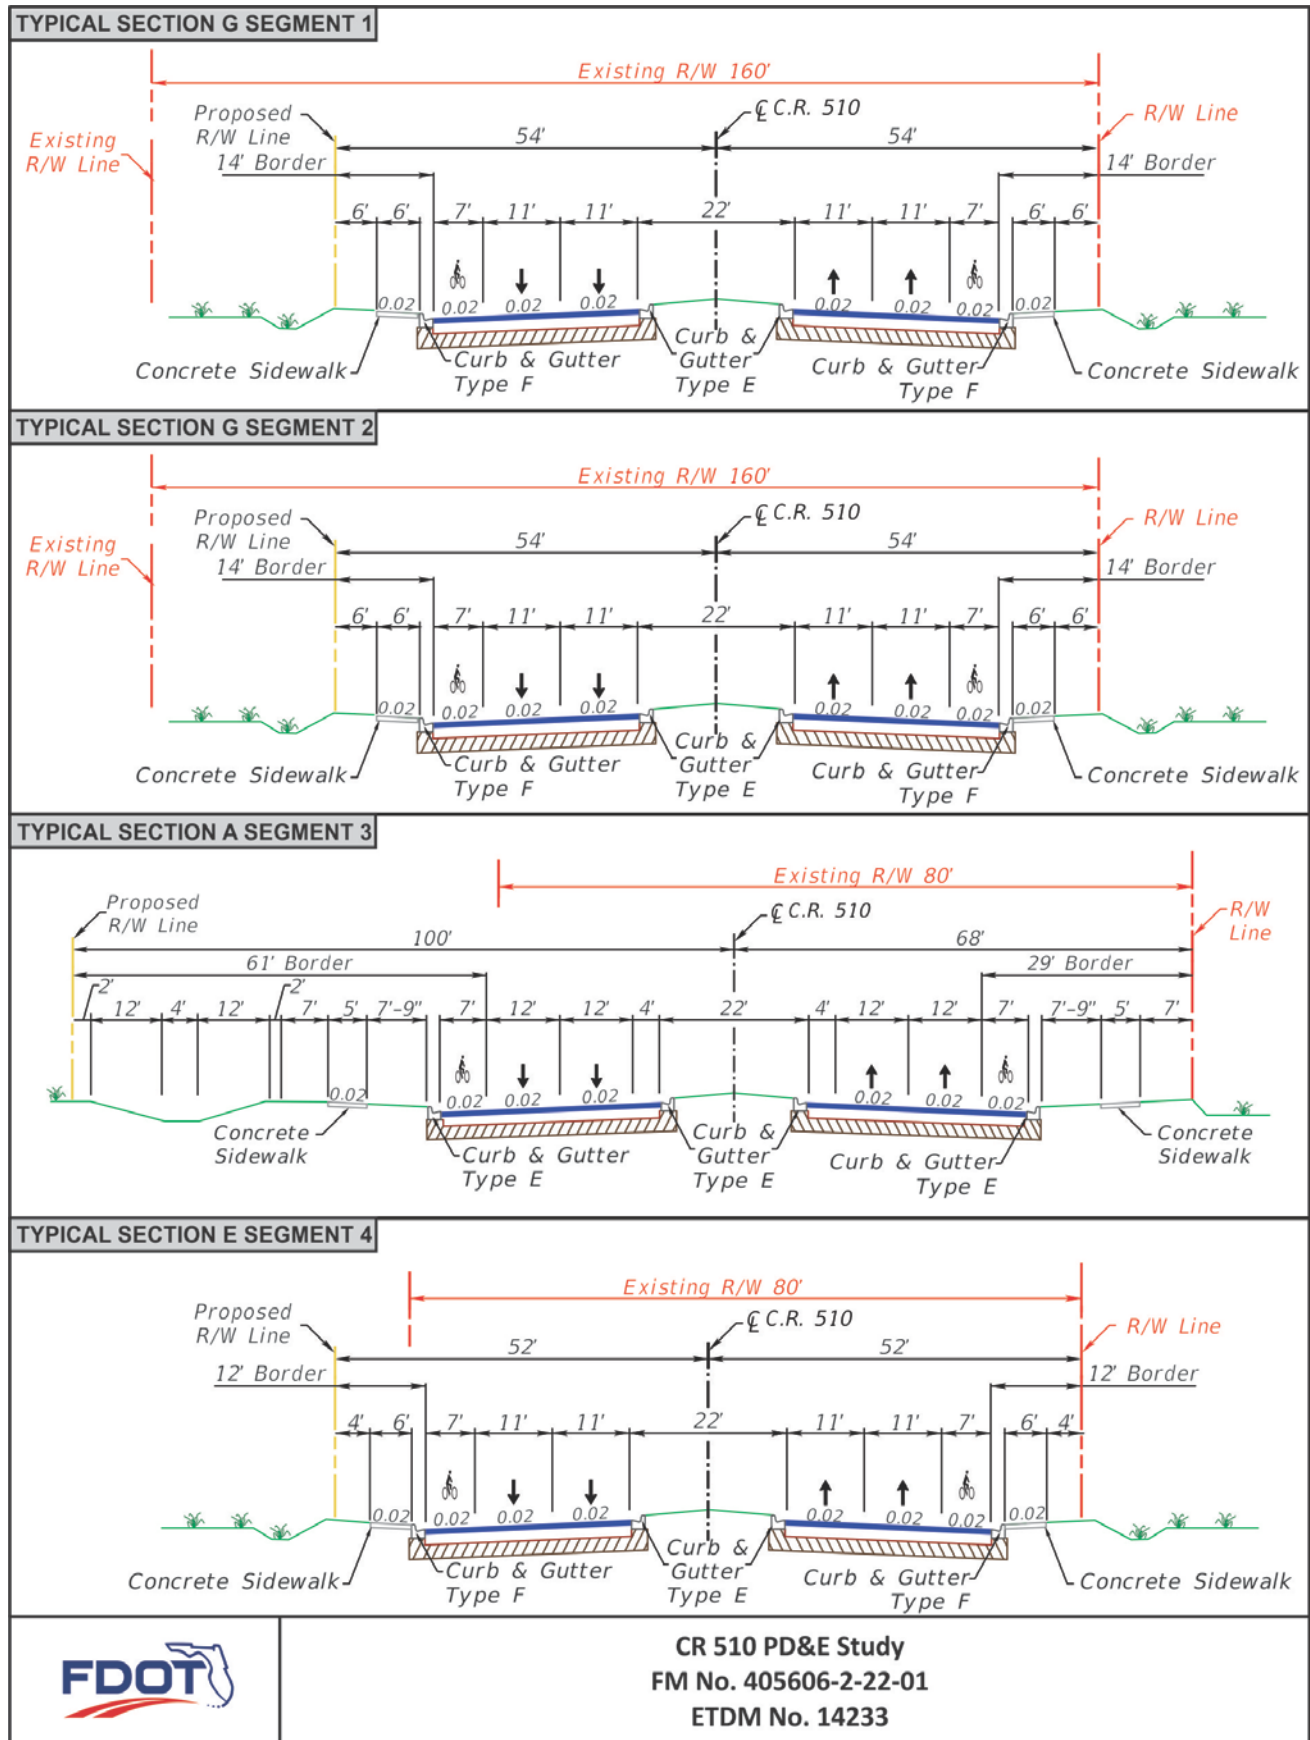 TYPICAL SECTION G SEGMENT 1
Existing R/W 160'
Proposed
R/W Line
℄ C.R. 510
R/W Line
Existing
R/W Line
54'
54'
14' Border
14' Border
6' 6' 7' 11' 11' 22' 11' 11' 7' 6' 6'
0.02 0.02 0.02 0.02 0.02 0.02 0.02 0.02
Concrete Sidewalk
Curb & Gutter
Type F
Curb &
Gutter
Type E
Curb & Gutter
Type F
Concrete Sidewalk
TYPICAL SECTION G SEGMENT 2
Existing R/W 160'
Proposed
R/W Line
℄ C.R. 510
R/W Line
Existing
R/W Line
54'
54'
14' Border
14' Border
6' 6' 7' 11' 11' 22' 11' 11' 7' 6' 6'
0.02 0.02 0.02 0.02 0.02 0.02 0.02 0.02
Concrete Sidewalk
Curb & Gutter
Type F
Curb &
Gutter
Type E
Curb & Gutter
Type F
Concrete Sidewalk
TYPICAL SECTION A SEGMENT 3
Existing R/W 80'
Proposed
R/W Line
℄ C.R. 510
R/W
Line
100'
68'
61' Border
29' Border
2' 12' 4' 12' 2' 7' 5' 7'-9" 7' 12' 12' 4' 22' 4' 12' 12' 7' 7'-9" 5' 7'
0.02 0.02 0.02 0.02 0.02 0.02 0.02
Concrete
Sidewalk
Curb & Gutter
Type E
Curb &
Gutter
Type E
Curb & Gutter
Type E
Concrete
Sidewalk
TYPICAL SECTION E SEGMENT 4
Existing R/W 80'
Proposed
R/W Line
℄ C.R. 510
R/W Line
52'
52'
12' Border
12' Border
4' 6' 7' 11' 11' 22' 11' 11' 7' 6' 4'
0.02 0.02 0.02 0.02 0.02 0.02 0.02 0.02
Concrete Sidewalk
Curb & Gutter
Type F
Curb &
Gutter
Type E
Curb & Gutter
Type F
Concrete Sidewalk
FDOT
CR 510 PD&E Study
FM No. 405606-2-22-01
ETDM No. 14233